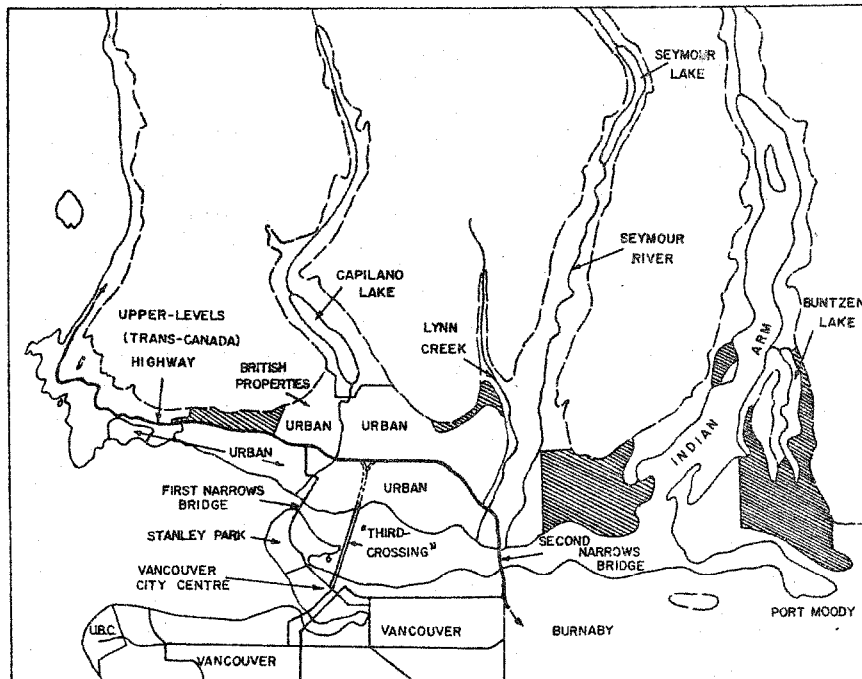 SEYMOUR
LAKE
SEYMOUR
RIVER
CAPILANO
LAKE
BUNTZEN
LAKE
UPPER-LEVELS
(TRANS-CANADA)
HIGHWAY
LYNN
CREEK
INDIAN ARM
BRITISH
PROPERTIES
URBAN
URBAN
URBAN
URBAN
FIRST NARROWS
BRIDGE
STANLEY PARK
"THIRD-
CROSSING"
SECOND
NARROWS
BRIDGE
VANCOUVER
CITY CENTRE
PORT MOODY
U.B.C.
VANCOUVER
VANCOUVER
BURNABY